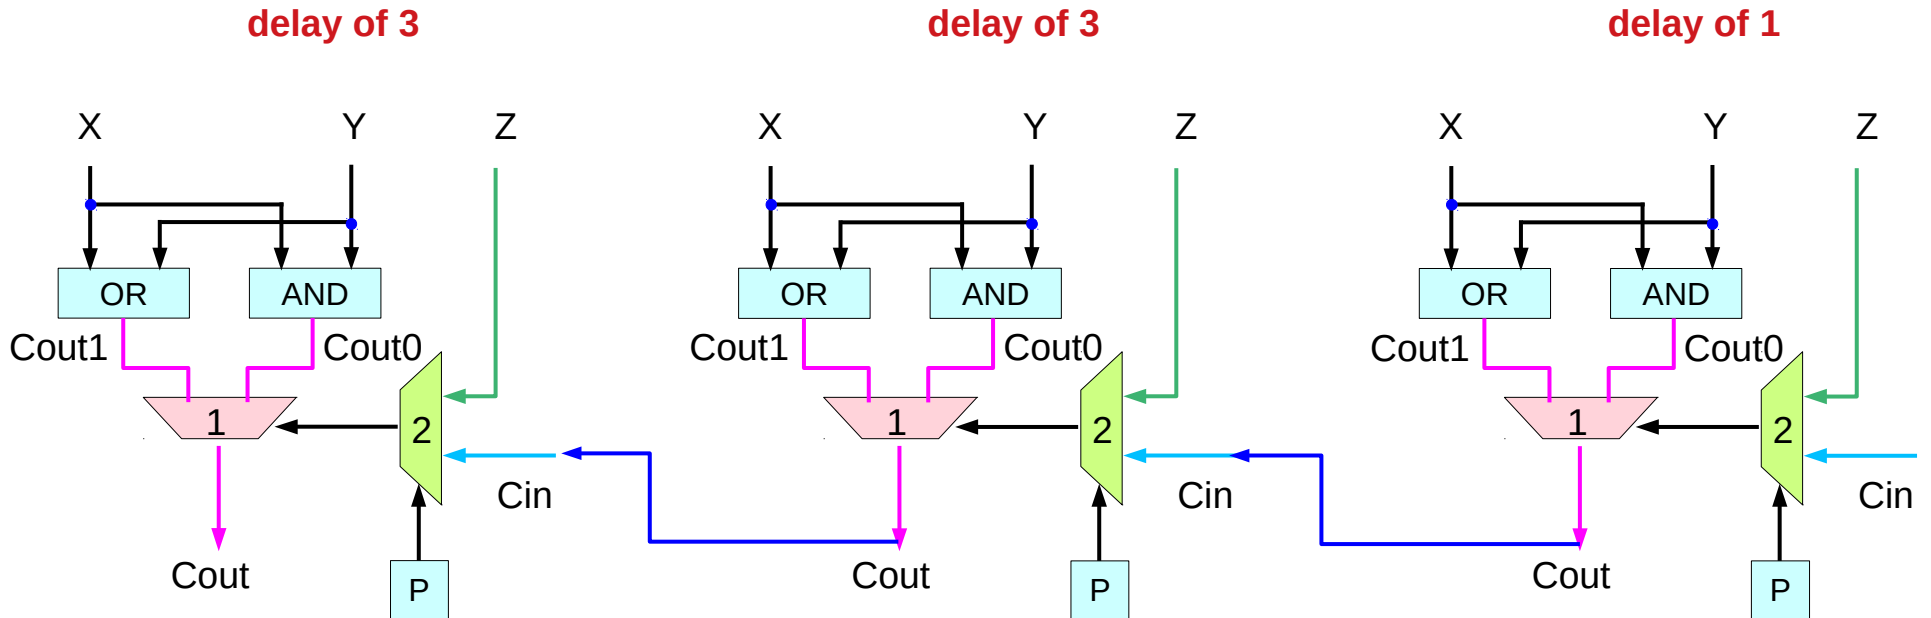 delay of 3 delay of 3 delay of 1
X Y Z X Y Z X Y Z
OR AND OR AND OR AND
Cout1 Cout0 Cout1 Cout0 Cout1 Cout0
1 2 1 2 1 2
Cin Cin Cin
Cout Cout Cout
P P P